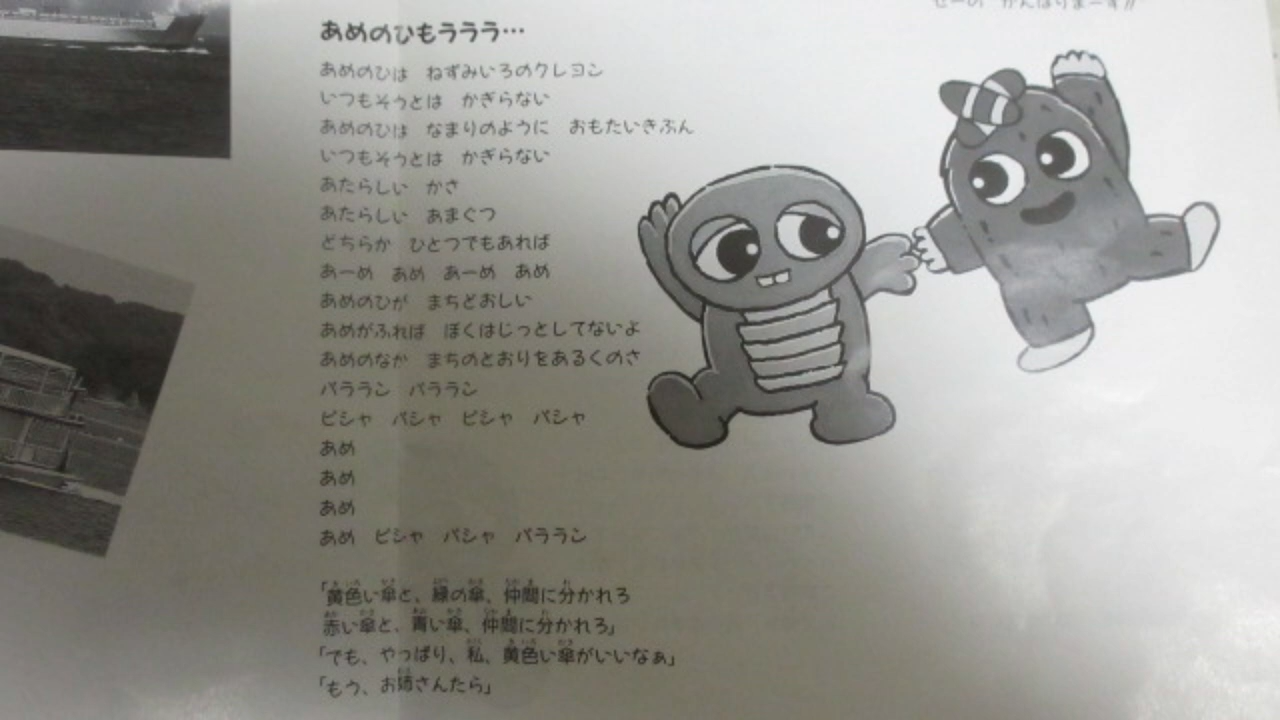 ぜーの がんばりまーす!!
あめのひもラララ…
あめのひは ねずみいろのクレヨン
いつもそうとは かぎらない
あめのひは なまりのように おもたいきぶん
いつもそうとは かぎらない
あたらしい かさ
あたらしい あまぐつ
どちらか ひとつでもあれば
あーめ あめ あーめ あめ
あめのひが まちどおしい
あめがふれば ぼくはじっとしてないよ
あめのなか まちのとおりをあるくのさ
パララン パララン
ピシャ パシャ ピシャ パシャ
あめ
あめ
あめ
あめ ピシャ パシャ パララン
「黄色い傘と、緑の傘、仲間に分かれろ
赤い傘と、青い傘、仲間に分かれろ」
「でも、やっぱり、私、黄色い傘がいいなぁ」
「もう、お姉さんたら」